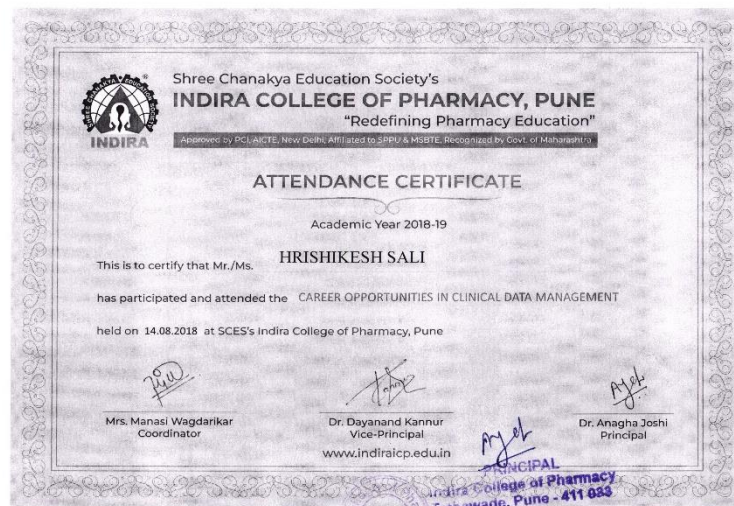 Shree Chanakya Education Society's
INDIRA COLLEGE OF PHARMACY, PUNE
"Redefining Pharmacy Education"
SHREE CHANAKYA EDUCATION SOCIETY
®
INDIRA
Approved by PCI, AICTE, New Delhi, Affiliated to SPPU & MSBTE, Recognized by Govt. of Maharashtra
ATTENDANCE CERTIFICATE
Academic Year 2018-19
This is to certify that Mr./Ms. HRISHIKESH SALI
has participated and attended the CAREER OPPORTUNITIES IN CLINICAL DATA MANAGEMENT
held on 14.08.2018 at SCES's Indira College of Pharmacy, Pune
Mrs. Manasi Wagdarikar
Coordinator
Dr. Dayanand Kannur
Vice-Principal
www.indiraicp.edu.in
Dr. Anagha Joshi
Principal
PRINCIPAL
Indira College of Pharmacy
Pune - 411 033